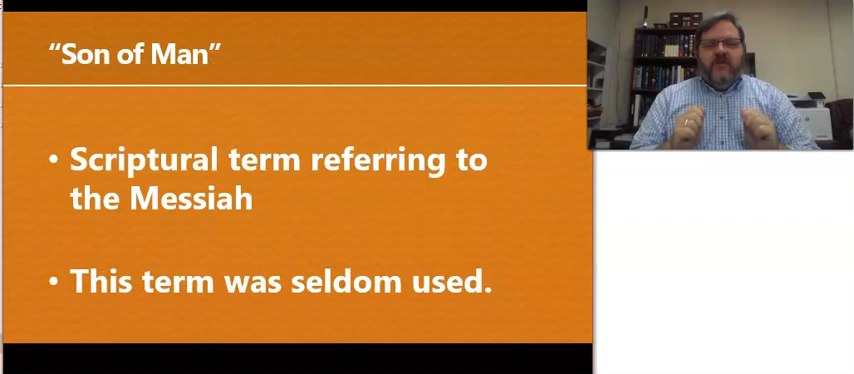 “Son of Man”
• Scriptural term referring to
the Messiah
• This term was seldom used.